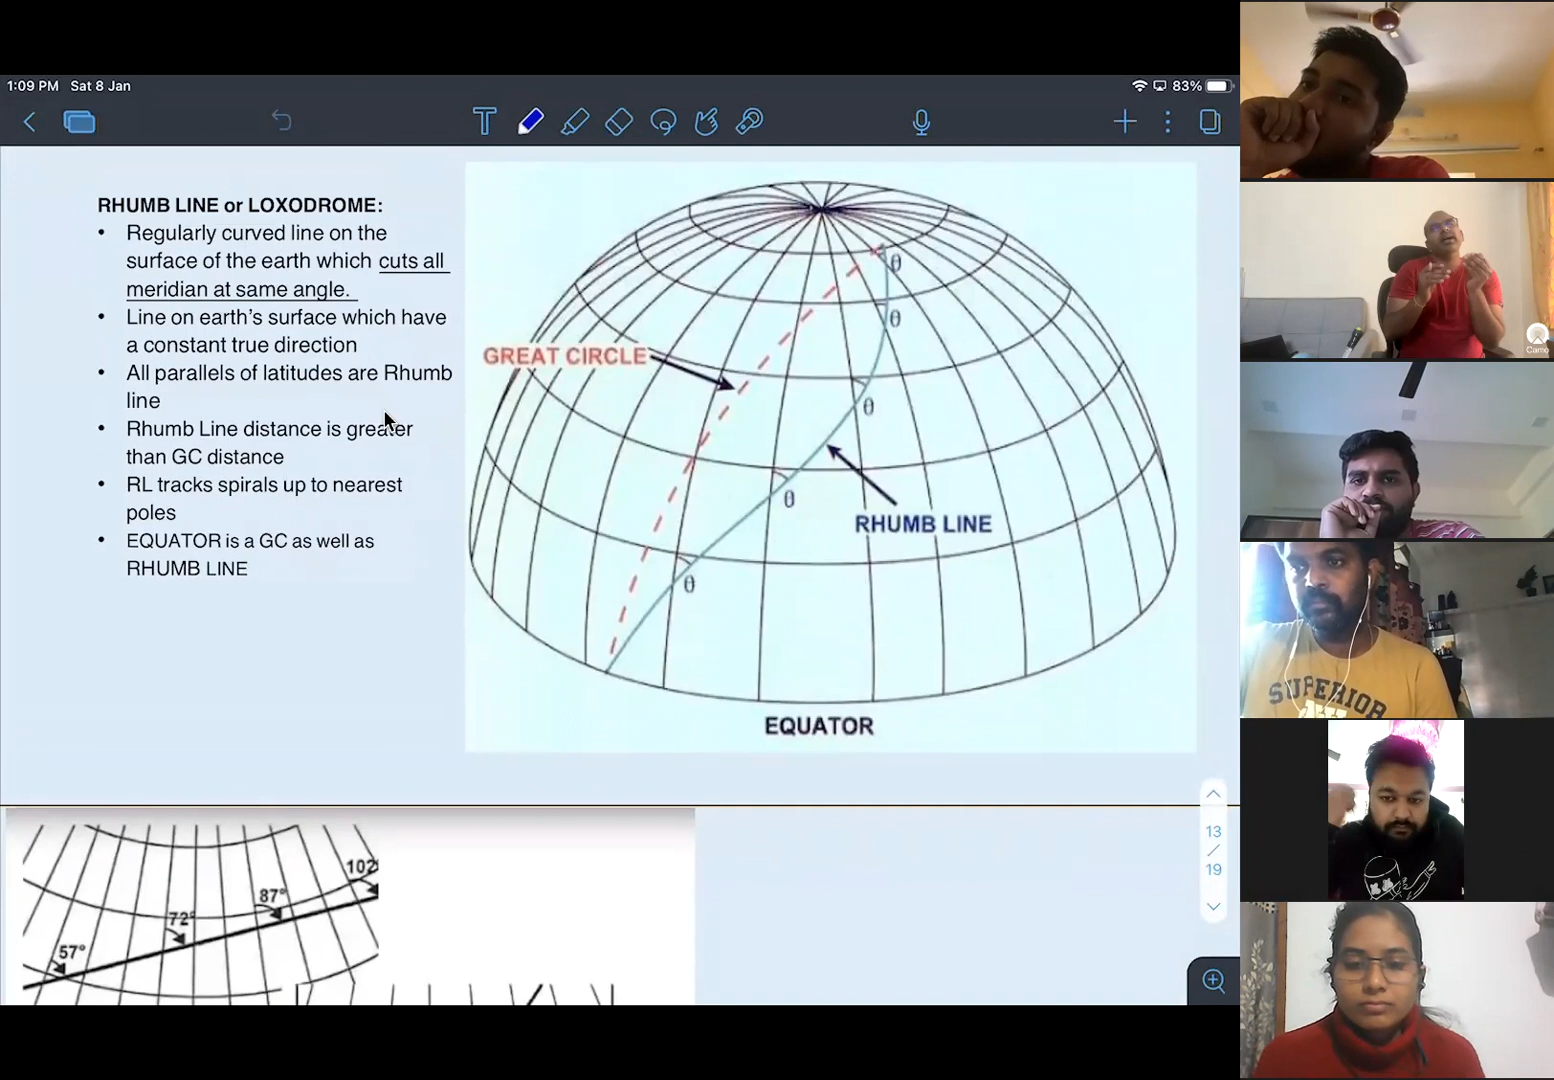 1:09 PM Sat 8 Jan
83%
RHUMB LINE or LOXODROME:
• Regularly curved line on the
surface of the earth which cuts all
meridian at same angle.
• Line on earth's surface which have
a constant true direction
• All parallels of latitudes are Rhumb
line
• Rhumb Line distance is greater
than GC distance
• RL tracks spirals up to nearest
poles
• EQUATOR is a GC as well as
RHUMB LINE
GREAT CIRCLE
RHUMB LINE
EQUATOR
θ
θ
θ
θ
θ
57°
72°
87°
102
13
/
19
Camo
SUPERIOR